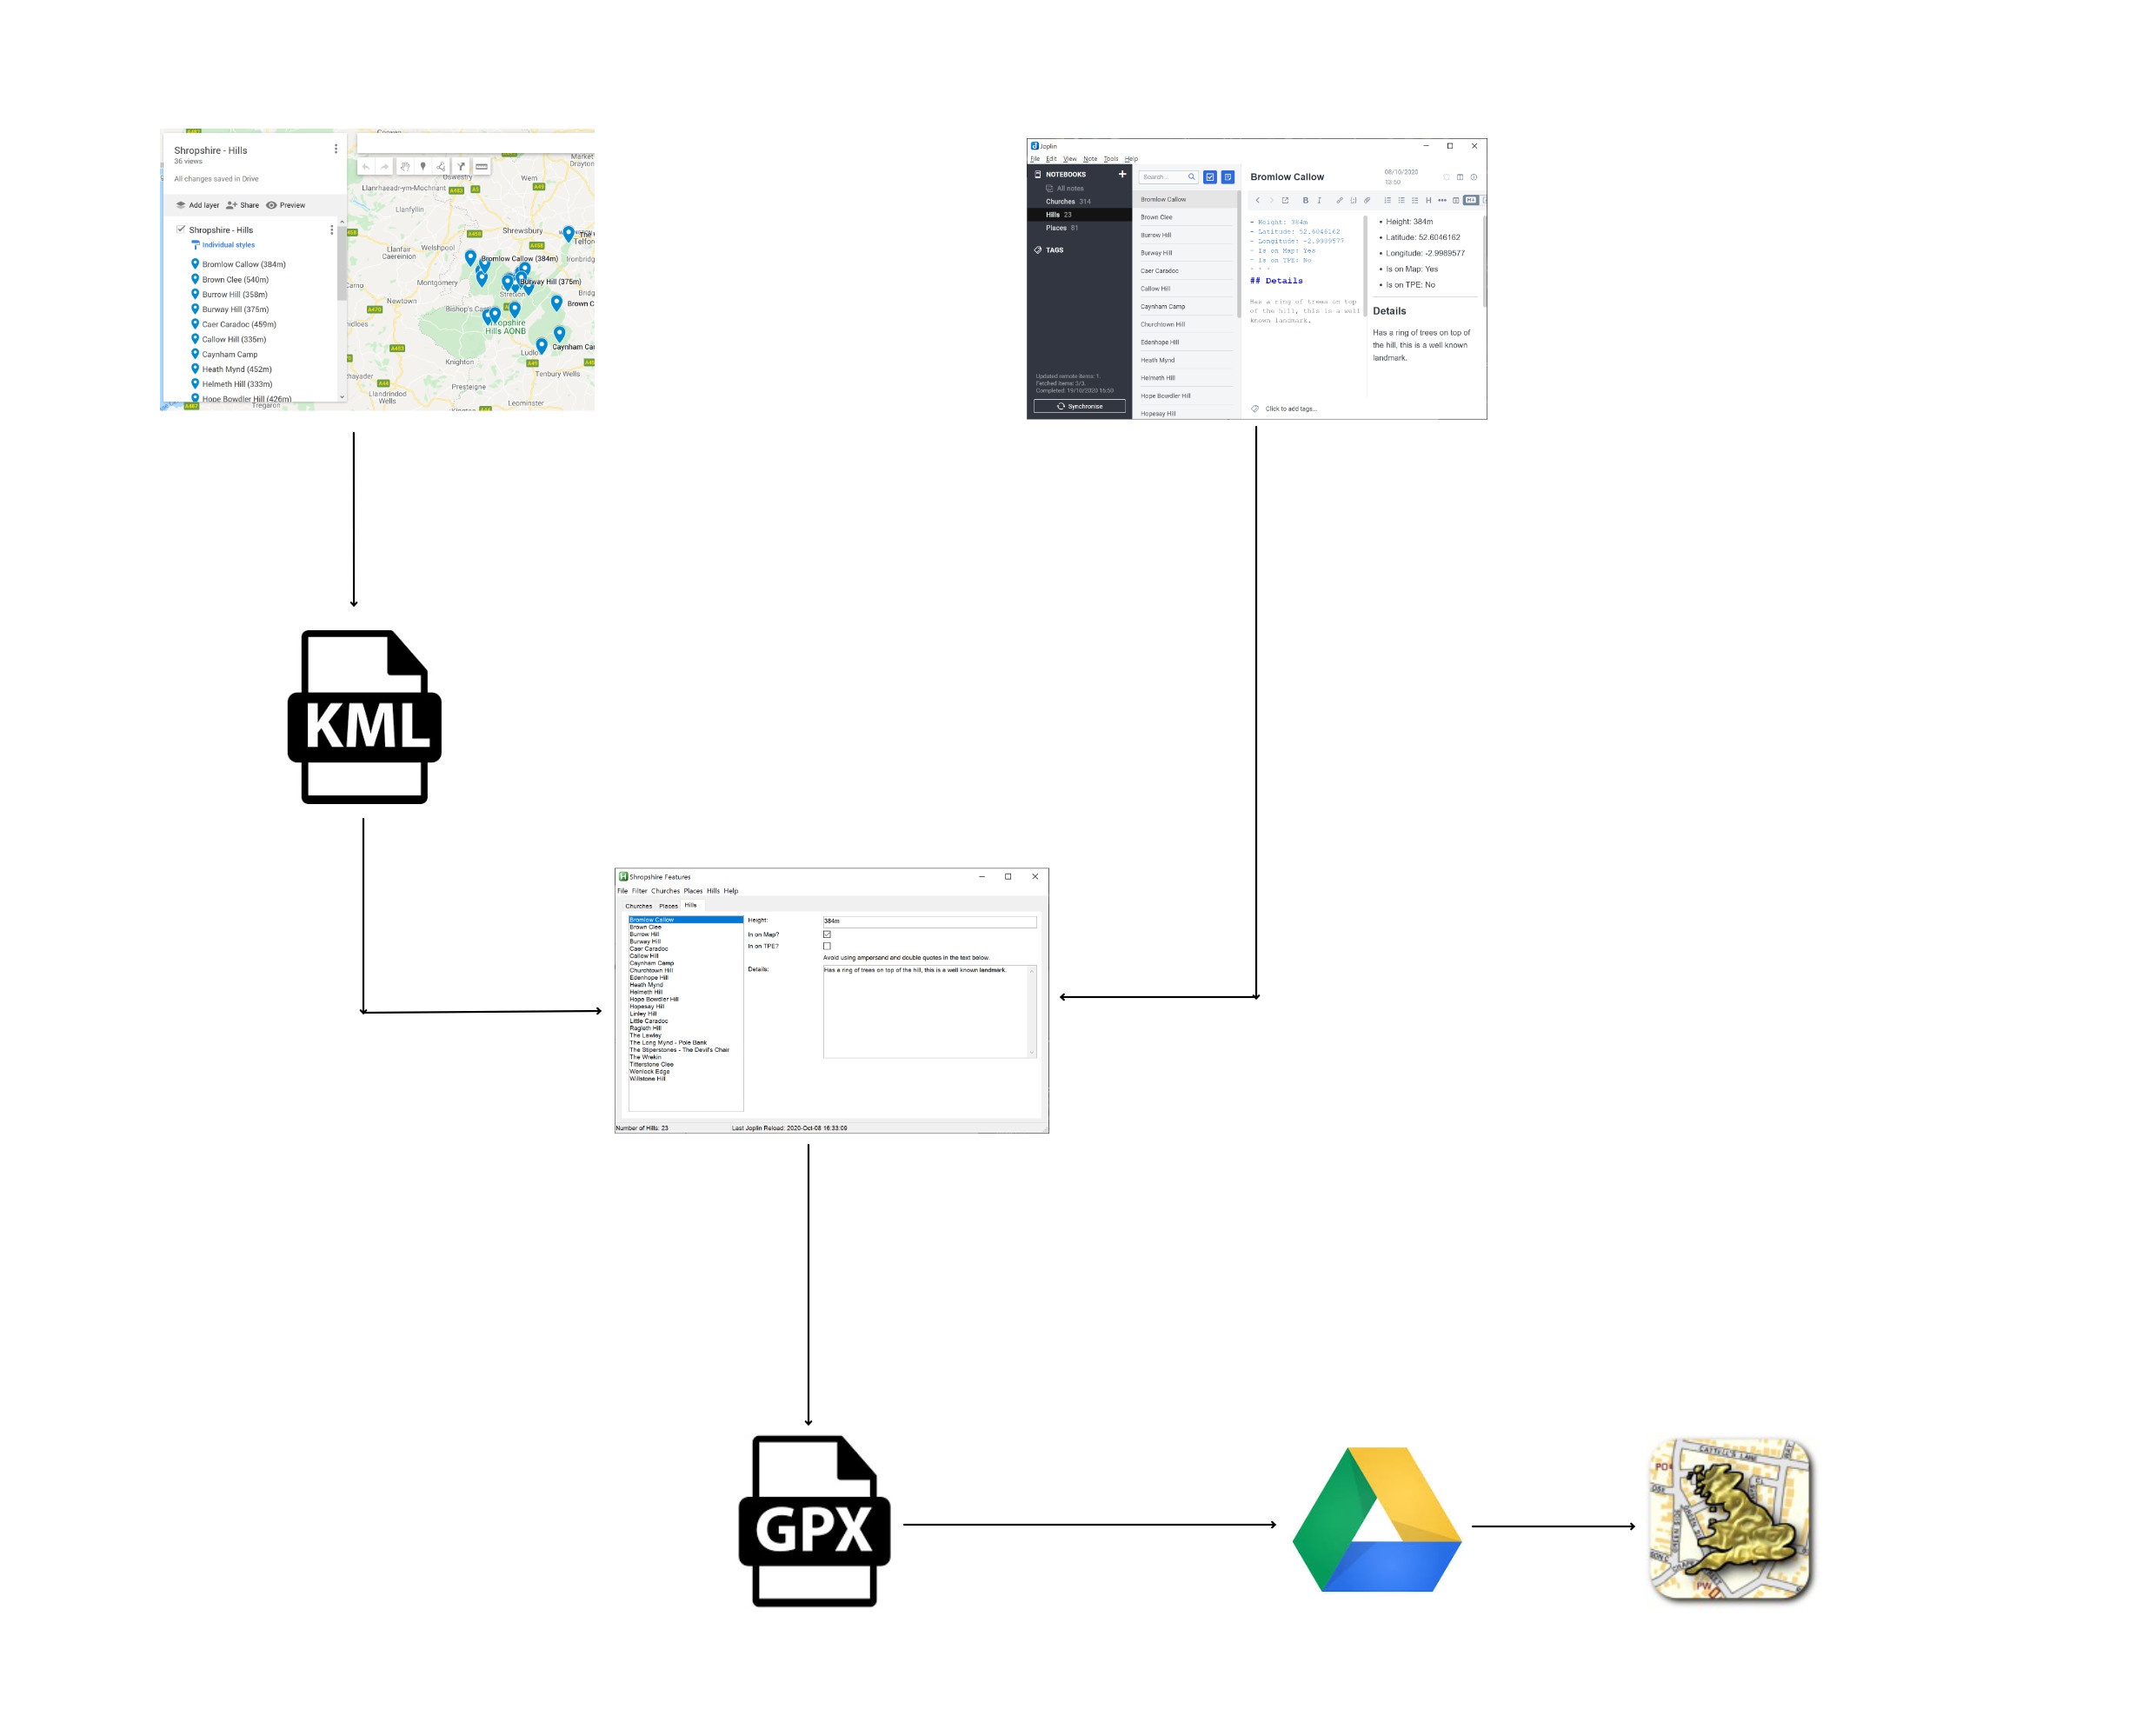 Shropshire - Hills
36 views
All changes saved in Drive
Add layer Share Preview
Shropshire - Hills
Individual styles
Bromlow Callow (384m)
Brown Clee (540m)
Burrow Hill (358m)
Burway Hill (375m)
Caer Caradoc (459m)
Callow Hill (335m)
Caynham Camp
Heath Mynd (452m)
Helmeth Hill (333m)
Hope Bowdler Hill (426m)
Market
Drayton
Oswestry
Wem
Llanrhaeadr-ym-Mochnant
Llanfyllin
Shrewsbury
The
Telfor
Welshpool
Llanfair
Caereinion
Bromlow Callow (384m)
Ironbrid
Montgomery
Burway Hill (375m)
Stretton
Newtown
Bishop's Ca
Brown C
Shropshire
Hills AONB
Ludlo
Caynham Ca
Knighton
Tenbury Wells
Presteigne
Llandrindod
Wells
Leominster
Tregaron
KML
Joplin
File Edit View Note Tools Help
NOTEBOOKS
All notes
Churches 314
Hills 23
Places 81
TAGS
Updated remote items: 1.
Fetched items: 3/3.
Completed: 19/10/2020 16:50
Synchronise
Search...
Bromlow Callow
Brown Clee
Burrow Hill
Burway Hill
Caer Caradoc
Callow Hill
Caynham Camp
Churchtown Hill
Edenhope Hill
Heath Mynd
Helmeth Hill
Hope Bowdler Hill
Hopesay Hill
Bromlow Callow
08/10/2020
13:50
- Height: 384m
- Latitude: 52.6046162
- Longitude: -2.9989577
- Is on Map: Yes
- Is on TPE: No
* * *
## Details
Has a ring of trees on top
of the hill, this is a well
known landmark.
• Height: 384m
• Latitude: 52.6046162
• Longitude: -2.9989577
• Is on Map: Yes
• Is on TPE: No
Details
Has a ring of trees on top of
the hill, this is a well known
landmark.
Click to add tags...
Shropshire Features
File Filter Churches Places Hills Help
Churches Places Hills
Bromlow Callow
Brown Clee
Burrow Hill
Burway Hill
Caer Caradoc
Callow Hill
Caynham Camp
Churchtown Hill
Edenhope Hill
Heath Mynd
Helmeth Hill
Hope Bowdler Hill
Hopesay Hill
Linley Hill
Little Caradoc
Ragleth Hill
The Lawley
The Long Mynd - Pole Bank
The Stiperstones - The Devil's Chair
The Wrekin
Titterstone Clee
Wenlock Edge
Willstone Hill
Height: 384m
In on Map?
In on TPE?
Avoid using ampersand and double quotes in the text below.
Details: Has a ring of trees on top of the hill, this is a well known landmark.
Number of Hills: 23 Last Joplin Reload: 2020-Oct-08 16:33:09
GPX
CATTELL'S LANE
PO
PW